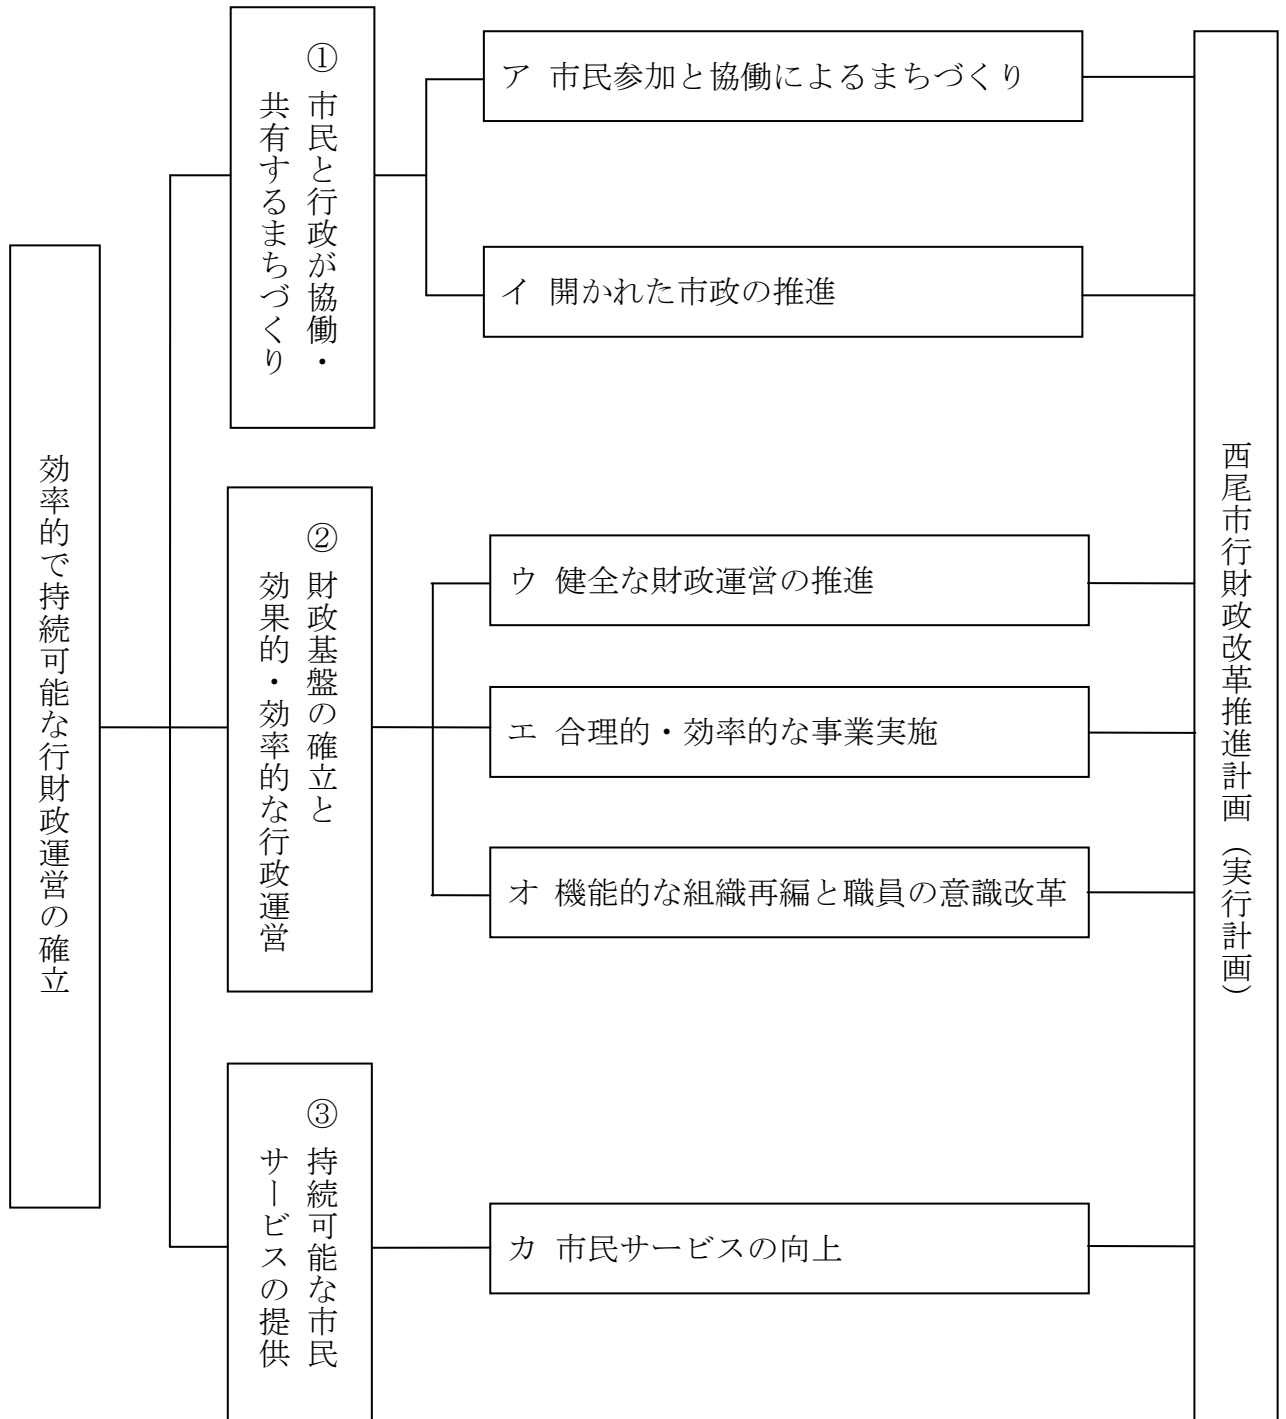 効率的で持続可能な行財政運営の確立
① 市民と行政が協働・
共有するまちづくり
ア 市民参加と協働によるまちづくり
イ 開かれた市政の推進
② 財政基盤の確立と
効果的・効率的な行政運営
ウ 健全な財政運営の推進
エ 合理的・効率的な事業実施
オ 機能的な組織再編と職員の意識改革
③ 持続可能な市民
サービスの提供
カ 市民サービスの向上
西尾市行財政改革推進計画（実行計画）